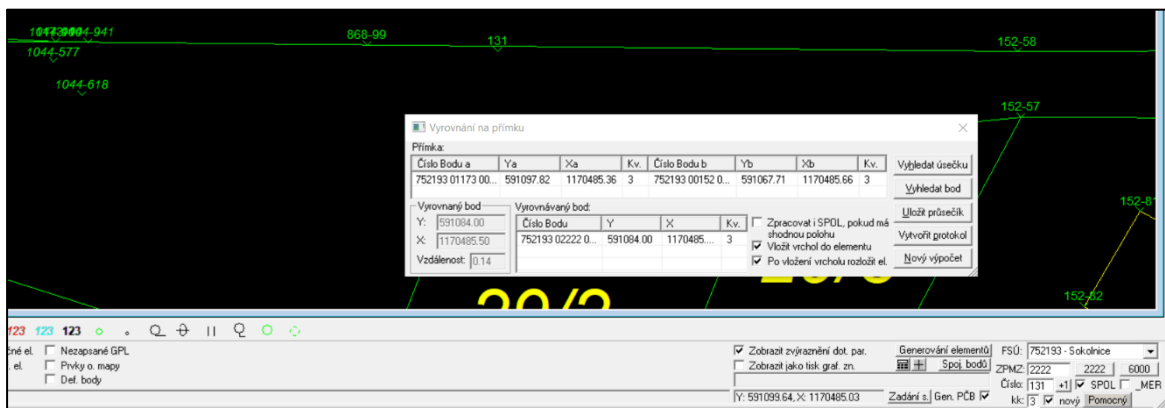 1044-941
868-99
131
152-58
1044-577
1044-618
152-57
Vyrovnání na přímku
Přímka:
Číslo Bodu a Ya Xa Kv. Číslo Bodu b Yb Xb Kv.
752193 01173 00... 591097.82 1170485.36 3 752193 00152 0... 591067.71 1170485.66 3
Vyhledat úsečku
Vyhledat bod
Uložit průsečík
Vytvořit protokol
Nový výpočet
Vyrovnaný bod
Y: 591084.00
X: 1170485.50
Vzdálenost: 0.14
Vyrovnávaný bod:
Číslo Bodu Y X Kv.
752193 02222 0... 591084.00 1170485.... 3
Zpracovat i SPOL, pokud má
shodnou polohu
Vložit vrchol do elementu
Po vložení vrcholu rozložit el.
152-81
152-82
123 123 123
čné el. Nezapsané GPL
. el. Prvky o. mapy
Def. body
Zobrazit zvýraznění dot. par. Generování elementů FSÚ: 752193 - Sokolnice
Zobrazit jako tisk graf. zn. Spoj. bodů ZPMZ: 2222 2222 6000
Číslo: 131 +1 SPOL _MER
Y: 591099.64, X: 1170485.03 Zadání s. Gen. PČB kk: 3 nový Pomocný